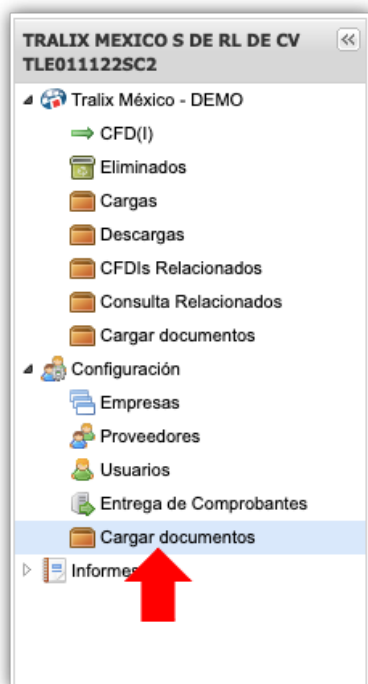 TRALIX MEXICO S DE RL DE CV
TLE011122SC2
Tralix México - DEMO
CFD(I)
Eliminados
Cargas
Descargas
CFDIs Relacionados
Consulta Relacionados
Cargar documentos
Configuración
Empresas
Proveedores
Usuarios
Entrega de Comprobantes
Cargar documentos
Informes